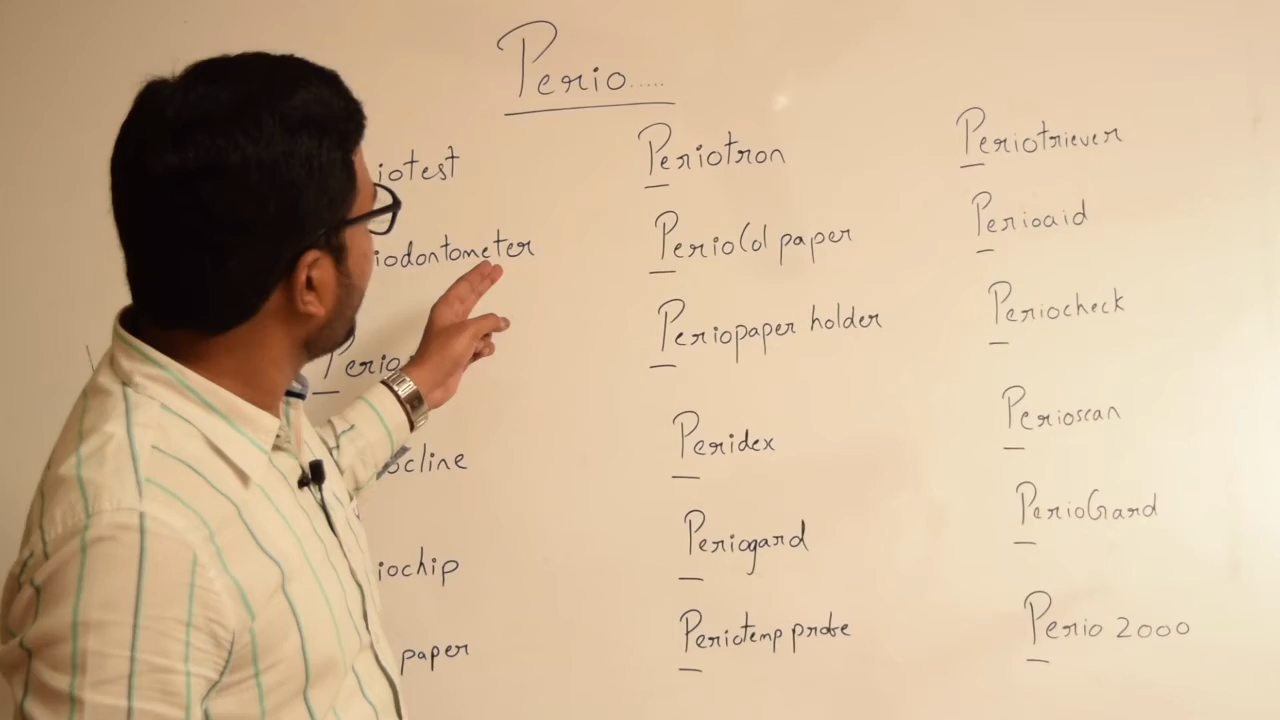 Perio.....
iotest
iodontometer
Perio
ocline
iochip
paper
Periotron
PerioCol paper
Periopaper holder
Peridex
Periogard
Periotemp probe
Periotriever
Perioaid
Periocheck
Perioscan
PerioGard
Perio 2000